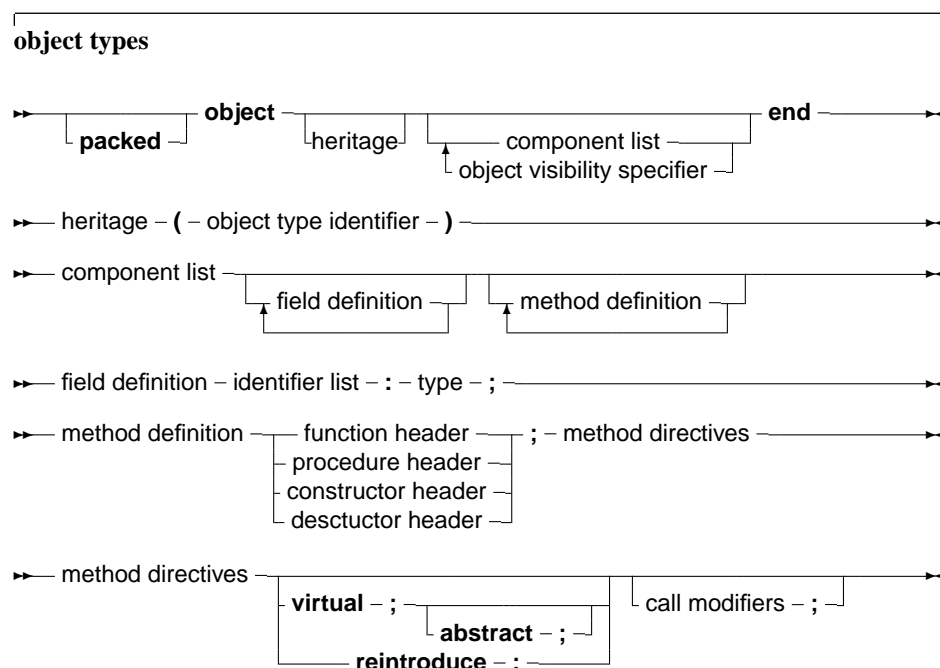 object types
object end
packed heritage component list
object visibility specifier
heritage ( object type identifier )
component list
field definition method definition
field definition identifier list : type ;
method definition function header ; method directives
procedure header
constructor header
desctuctor header
method directives
virtual ; call modifiers ;
abstract ;
reintroduce ;